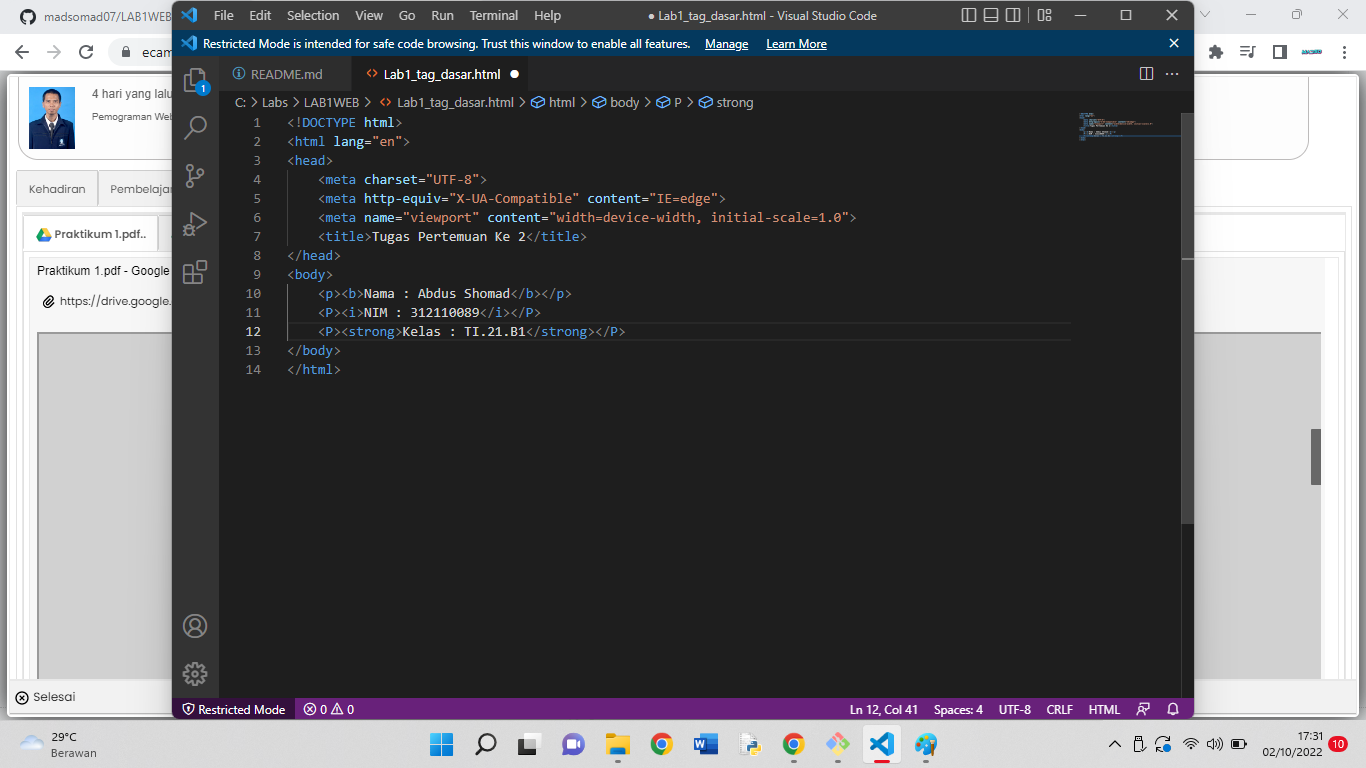 madsomad07/LAB1WEB
ecam
4 hari yang lalu
Pemograman Web
Kehadiran
Pembelajar
Praktikum 1.pdf..
Praktikum 1.pdf - Google
https://drive.google.
Selesai
File Edit Selection View Go Run Terminal Help
● Lab1_tag_dasar.html - Visual Studio Code
Restricted Mode is intended for safe code browsing. Trust this window to enable all features. Manage Learn More
1
README.md
Lab1_tag_dasar.html ●
C: > Labs > LAB1WEB > Lab1_tag_dasar.html > html > body > P > strong
1 <!DOCTYPE html>
2 <html lang="en">
3 <head>
4 <meta charset="UTF-8">
5 <meta http-equiv="X-UA-Compatible" content="IE=edge">
6 <meta name="viewport" content="width=device-width, initial-scale=1.0">
7 <title>Tugas Pertemuan Ke 2</title>
8 </head>
9 <body>
10 <p><b>Nama : Abdus Shomad</b></p>
11 <P><i>NIM : 312110089</i></P>
12 <P><strong>Kelas : TI.21.B1</strong></P>
13 </body>
14 </html>
Restricted Mode 0 0 Ln 12, Col 41 Spaces: 4 UTF-8 CRLF HTML
29°C
Berawan
17:31
02/10/2022
10